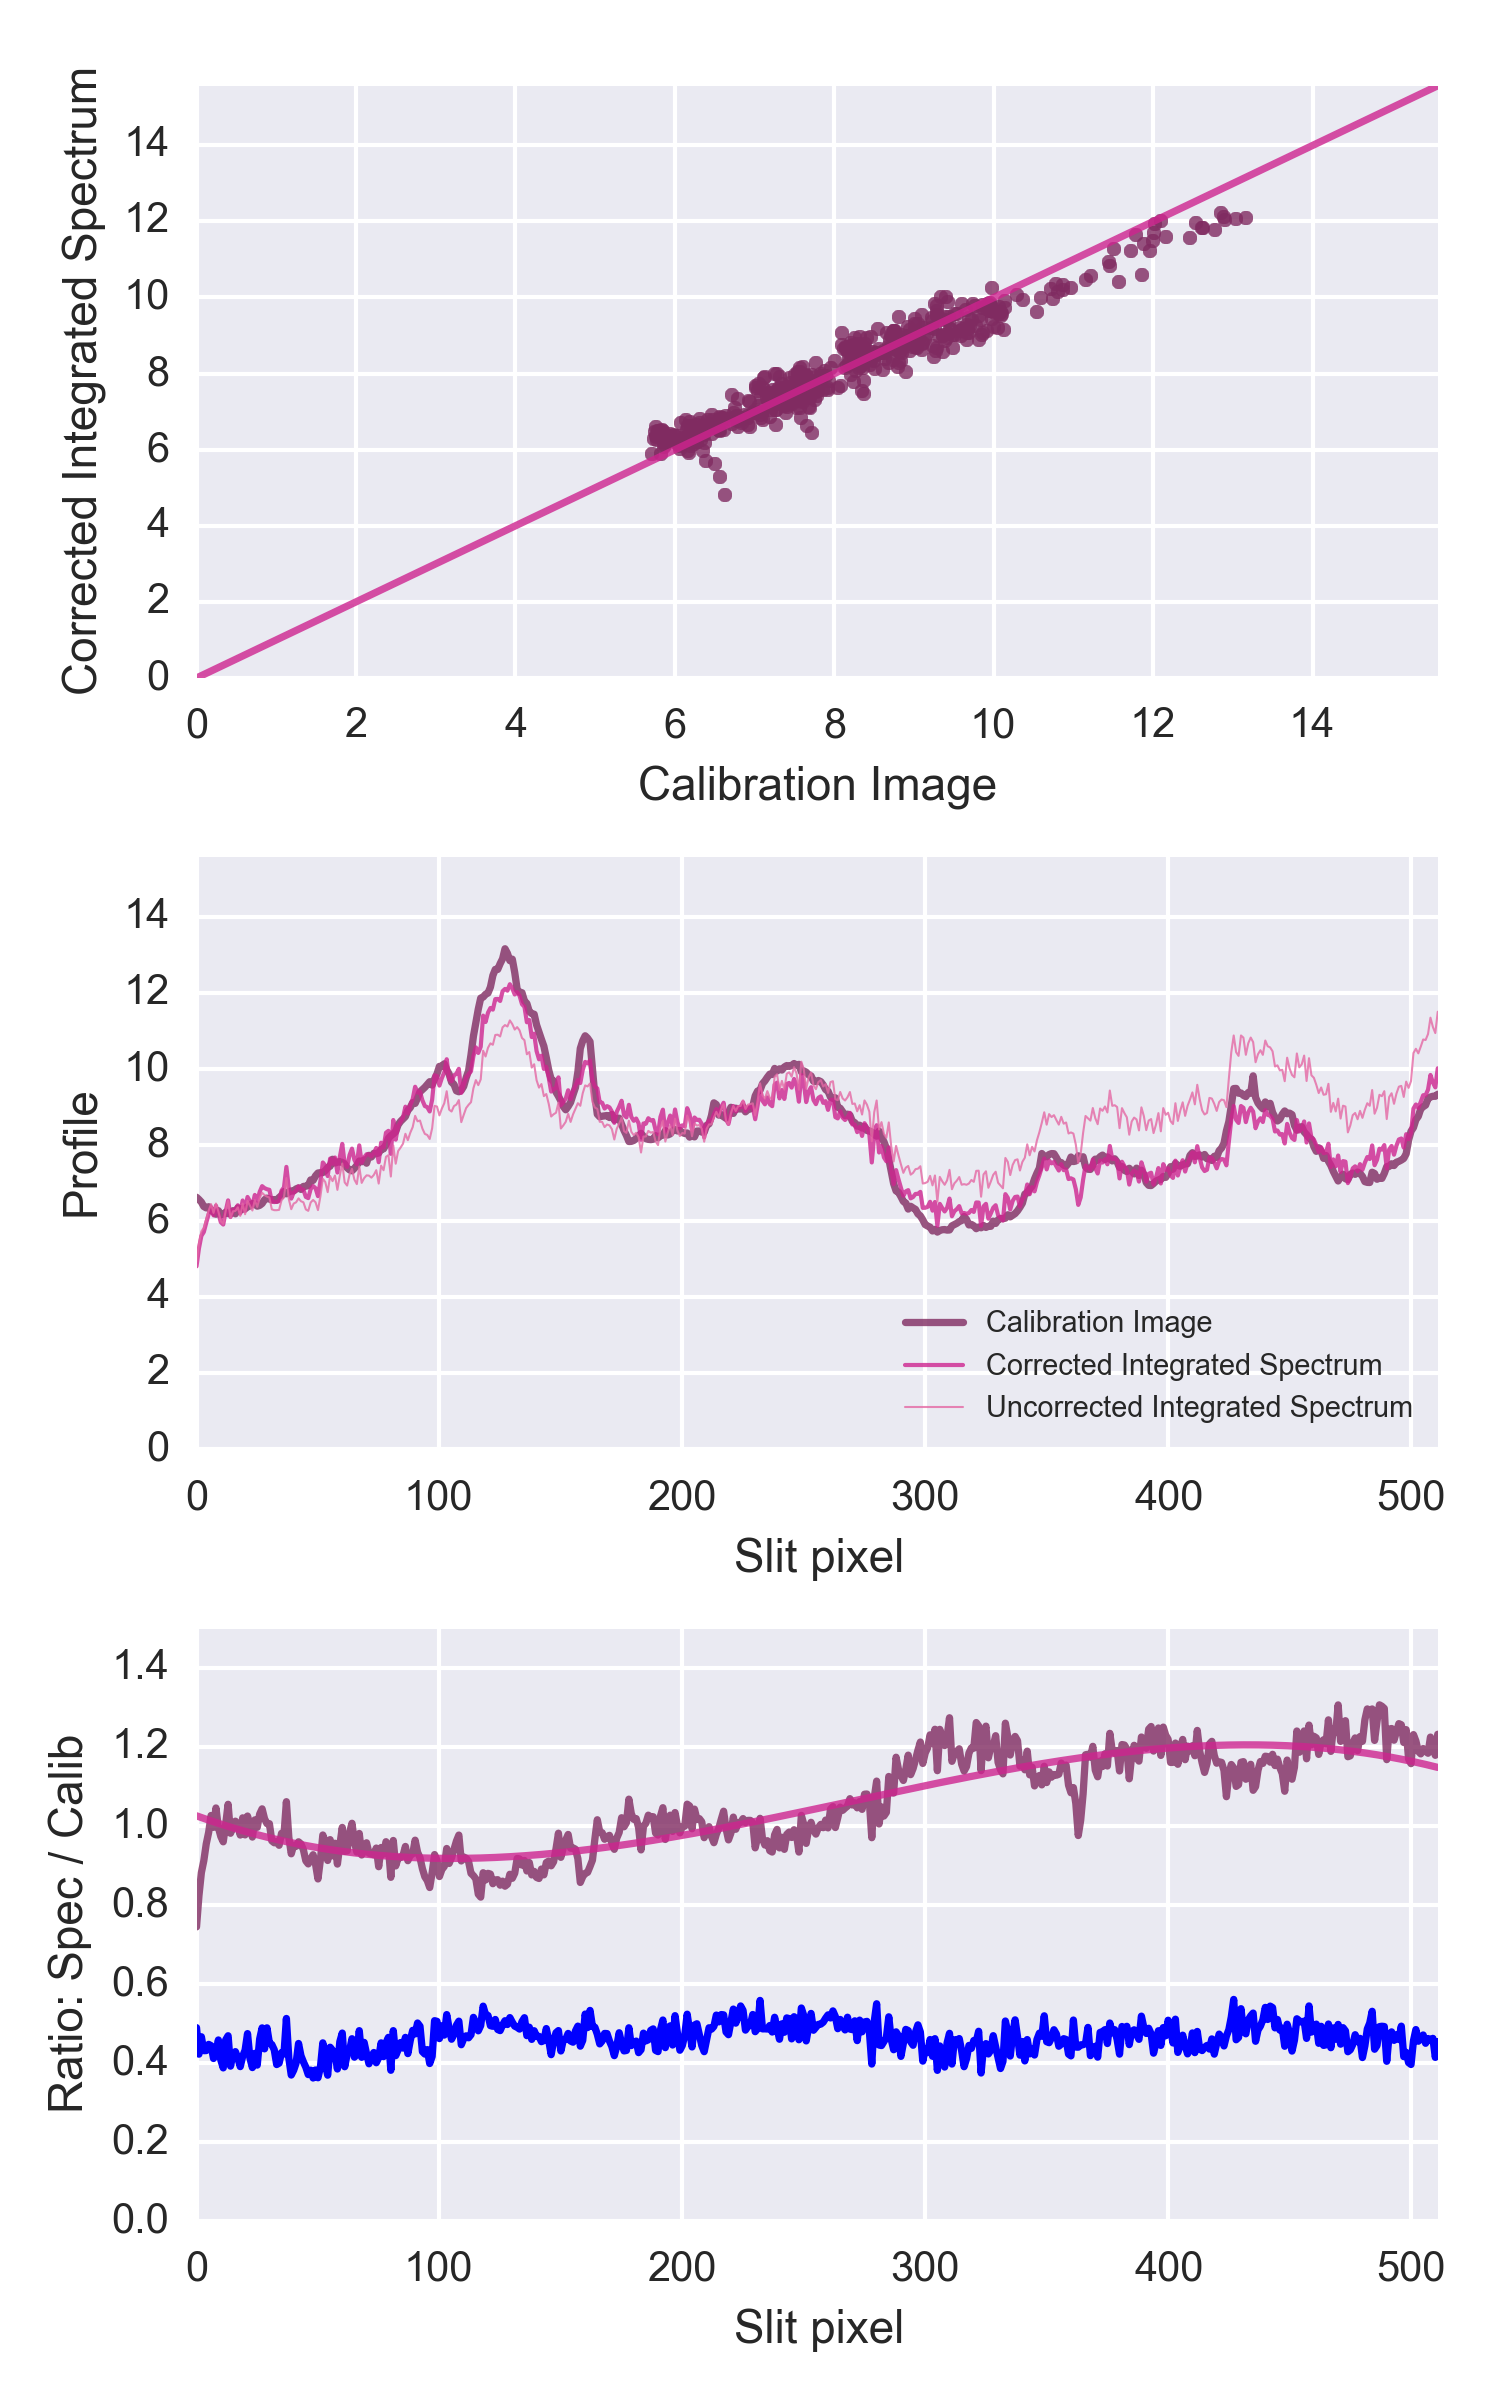 Corrected Integrated Spectrum
14
12
10
8
6
4
2
0
0 2 4 6 8 10 12 14
Calibration Image
Profile
14
12
10
8
6
4
2
0
Calibration Image
Corrected Integrated Spectrum
Uncorrected Integrated Spectrum
0 100 200 300 400 500
Slit pixel
Ratio: Spec / Calib
1.4
1.2
1.0
0.8
0.6
0.4
0.2
0.0
0 100 200 300 400 500
Slit pixel